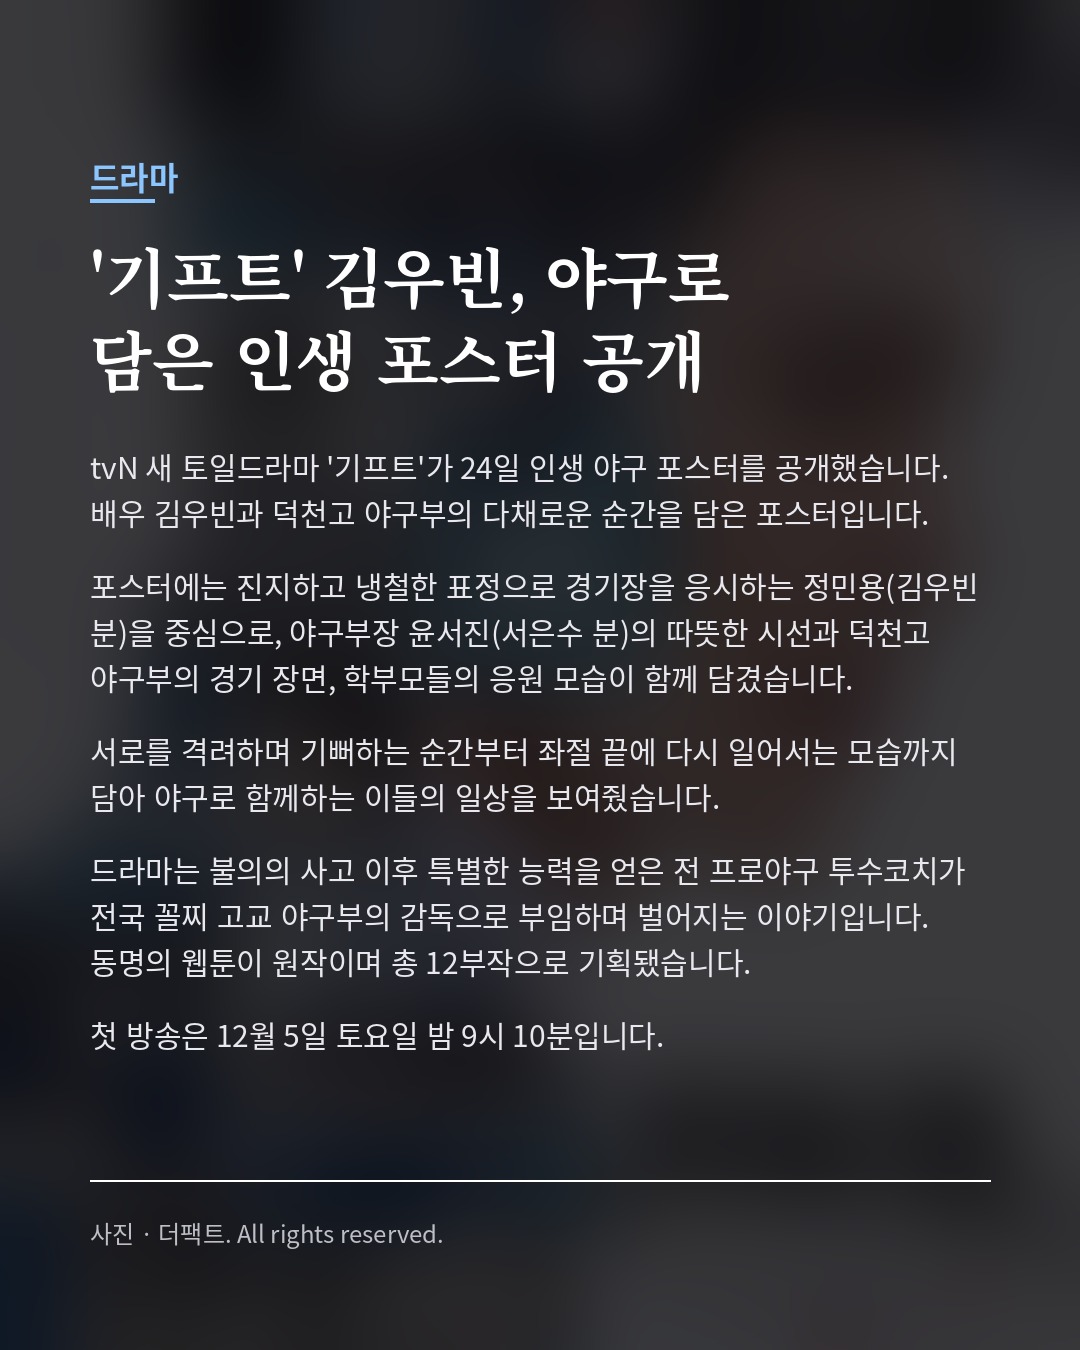 드라마
'기프트' 김우빈, 야구로
담은 인생 포스터 공개
tvN 새 토일드라마 '기프트'가 24일 인생 야구 포스터를 공개했습니다.
배우 김우빈과 덕천고 야구부의 다채로운 순간을 담은 포스터입니다.
포스터에는 진지하고 냉철한 표정으로 경기장을 응시하는 정민용(김우빈
분)을 중심으로, 야구부장 윤서진(서은수 분)의 따뜻한 시선과 덕천고
야구부의 경기 장면, 학부모들의 응원 모습이 함께 담겼습니다.
서로를 격려하며 기뻐하는 순간부터 좌절 끝에 다시 일어서는 모습까지
담아 야구로 함께하는 이들의 일상을 보여줬습니다.
드라마는 불의의 사고 이후 특별한 능력을 얻은 전 프로야구 투수코치가
전국 꼴찌 고교 야구부의 감독으로 부임하며 벌어지는 이야기입니다.
동명의 웹툰이 원작이며 총 12부작으로 기획됐습니다.
첫 방송은 12월 5일 토요일 밤 9시 10분입니다.
사진 · 더팩트. All rights reserved.